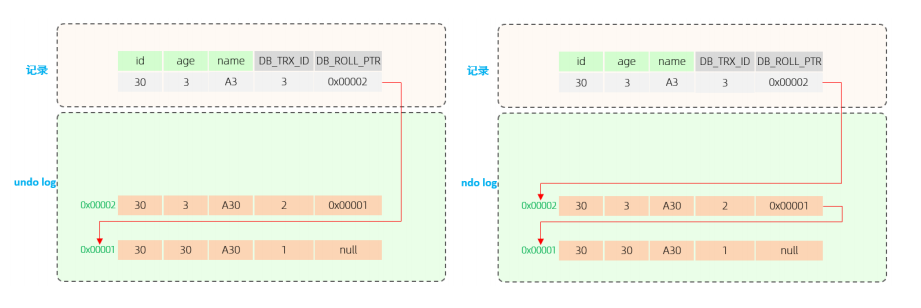 记录
id age name DB_TRX_ID DB_ROLL_PTR
30 3 A3 3 0x00002
undo log
0x00002 30 3 A30 2 0x00001
0x00001 30 30 A30 1 null
记录
id age name DB_TRX_ID DB_ROLL_PTR
30 3 A3 3 0x00002
ndo log
0x00002 30 3 A30 2 0x00001
0x00001 30 30 A30 1 null